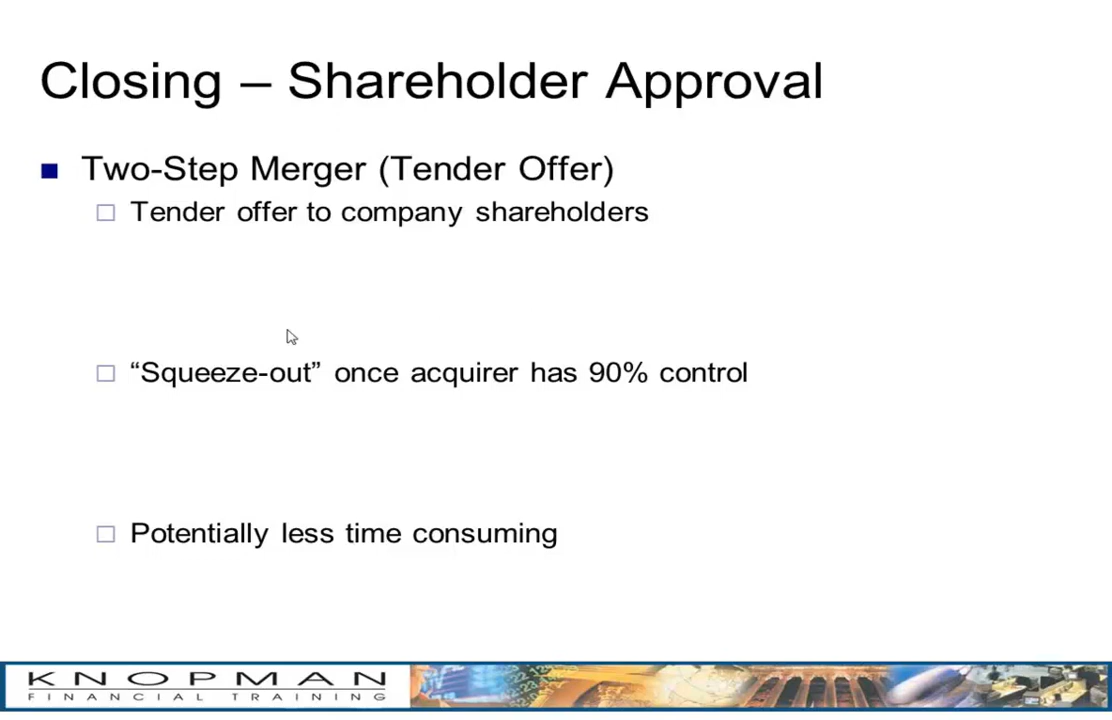 Closing – Shareholder Approval
Two-Step Merger (Tender Offer)
Tender offer to company shareholders
“Squeeze-out” once acquirer has 90% control
Potentially less time consuming
KNOPMAN
FINANCIAL TRAINING